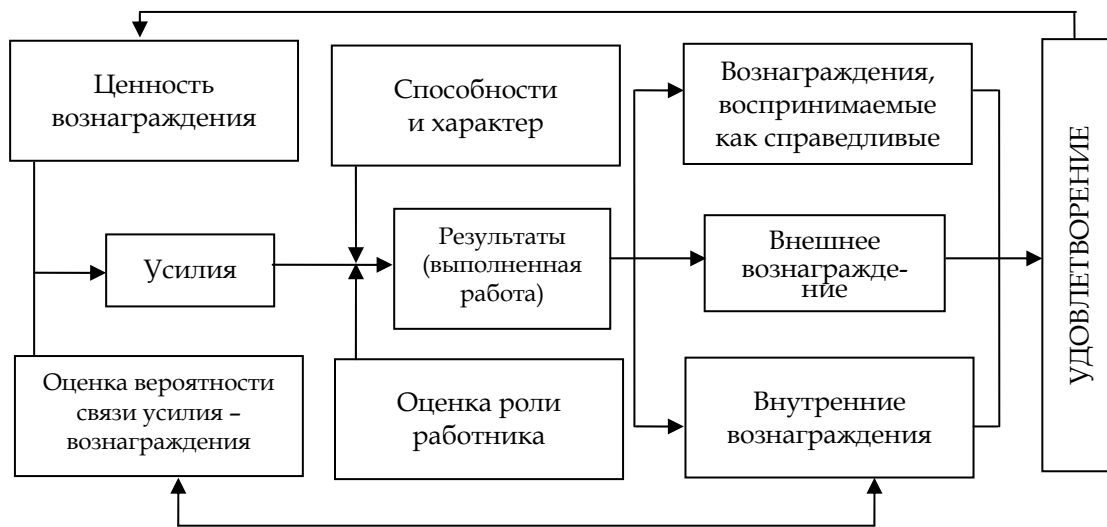 Ценность
вознаграждения
Способности
и характер
Вознаграждения,
воспринимаемые
как справедливые
УДОВЛЕТВОРЕНИЕ
Усилия
Результаты
(выполненная
работа)
Внешнее
вознагражде-
ние
Оценка вероятности
связи усилия –
вознаграждения
Оценка роли
работника
Внутренние
вознаграждения